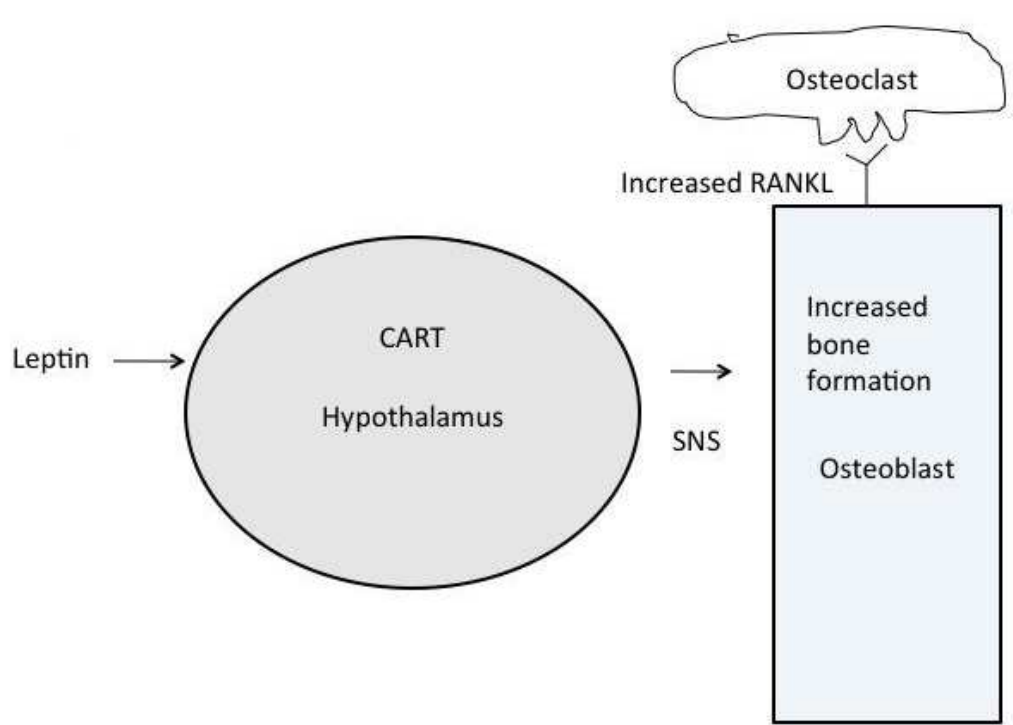 Osteoclast
Increased RANKL
Leptin
CART
Hypothalamus
SNS
Increased
bone
formation
Osteoblast